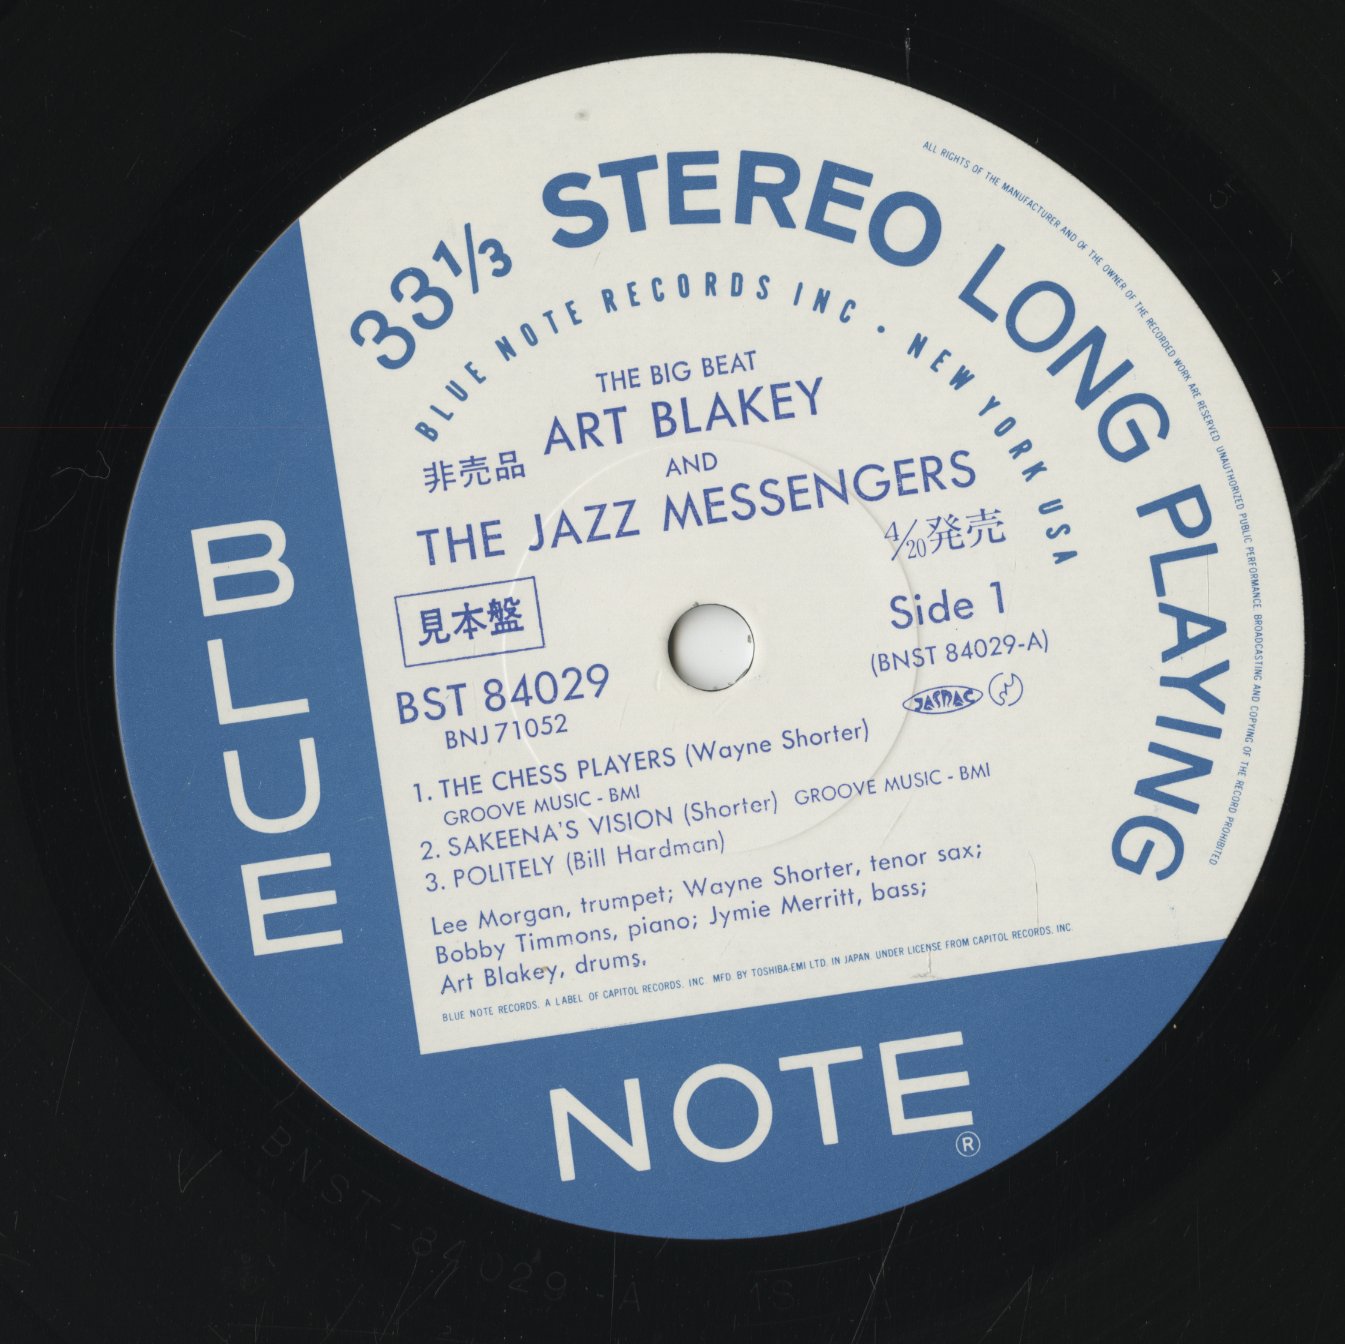 33 1/3 STEREO LONG PLAYING
BLUE NOTE RECORDS INC · NEW YORK USA
ALL RIGHTS OF THE MANUFACTURER AND OF THE OWNER OF THE RECORDED WORK ARE RESERVED UNAUTHORIZED PUBLIC PERFORMANCE BROADCASTING AND COPYING OF THE RECORD PROHIBITED
THE BIG BEAT
ART BLAKEY
非売品
AND
THE JAZZ MESSENGERS
4/20発売
見本盤
Side 1
BST 84029
(BNST 84029-A)
BNJ 71052
JASRAC
1. THE CHESS PLAYERS (Wayne Shorter)
GROOVE MUSIC - BMI
2. SAKEENA'S VISION (Shorter) GROOVE MUSIC - BMI
3. POLITELY (Bill Hardman)
Lee Morgan, trumpet; Wayne Shorter, tenor sax;
Bobby Timmons, piano; Jymie Merritt, bass;
Art Blakey, drums.
BLUE NOTE RECORDS. A LABEL OF CAPITOL RECORDS, INC. MFD. BY TOSHIBA-EMI LTD. IN JAPAN. UNDER LICENSE FROM CAPITOL RECORDS, INC.
BLUE
NOTE
®
BNST-84029-A 1S